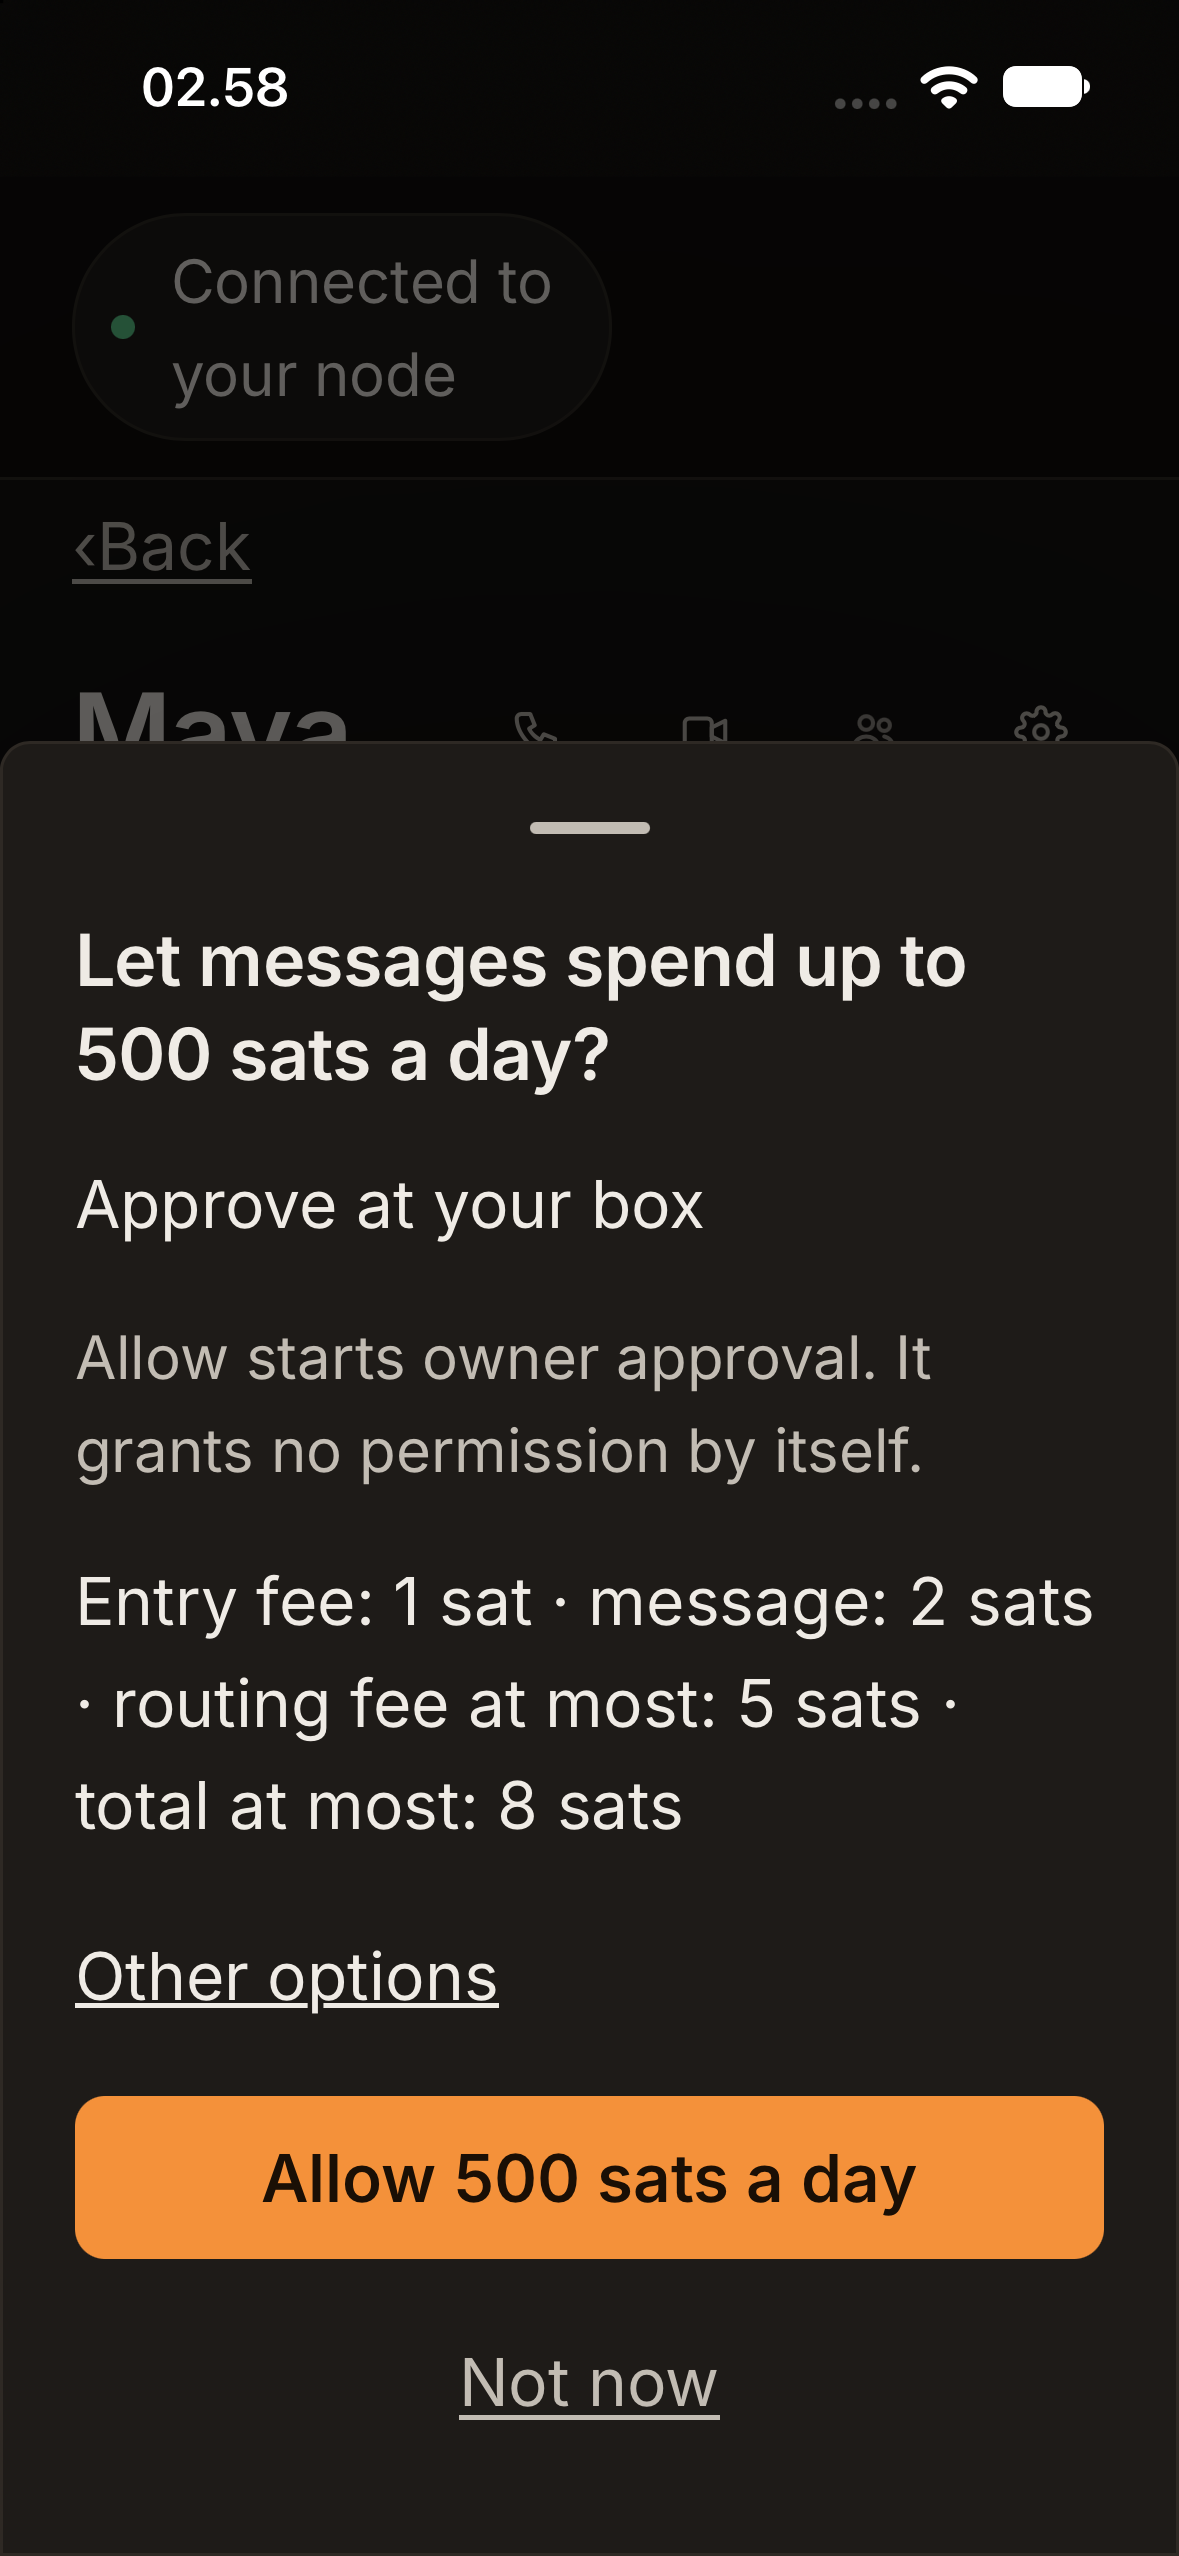 02.58
Connected to
your node
‹Back
Maya
Let messages spend up to
500 sats a day?
Approve at your box
Allow starts owner approval. It
grants no permission by itself.
Entry fee: 1 sat · message: 2 sats
· routing fee at most: 5 sats ·
total at most: 8 sats
Other options
Allow 500 sats a day
Not now